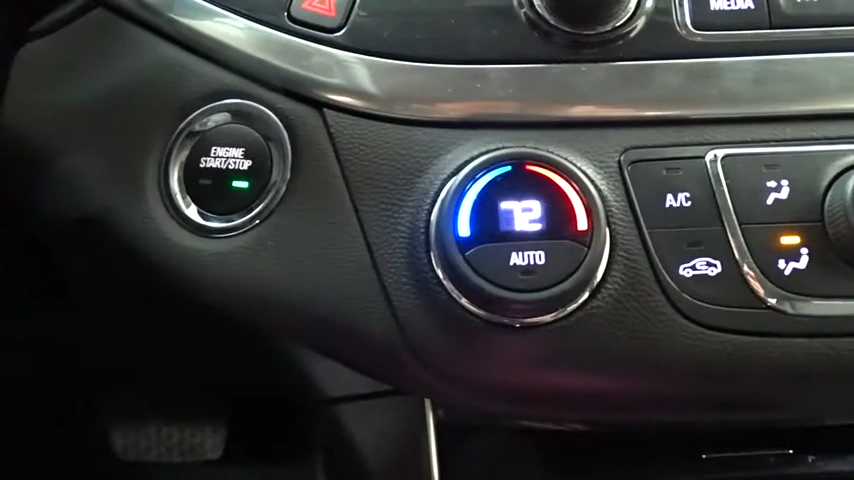 MEDIA
ENGINE
START/STOP
72
AUTO
A/C